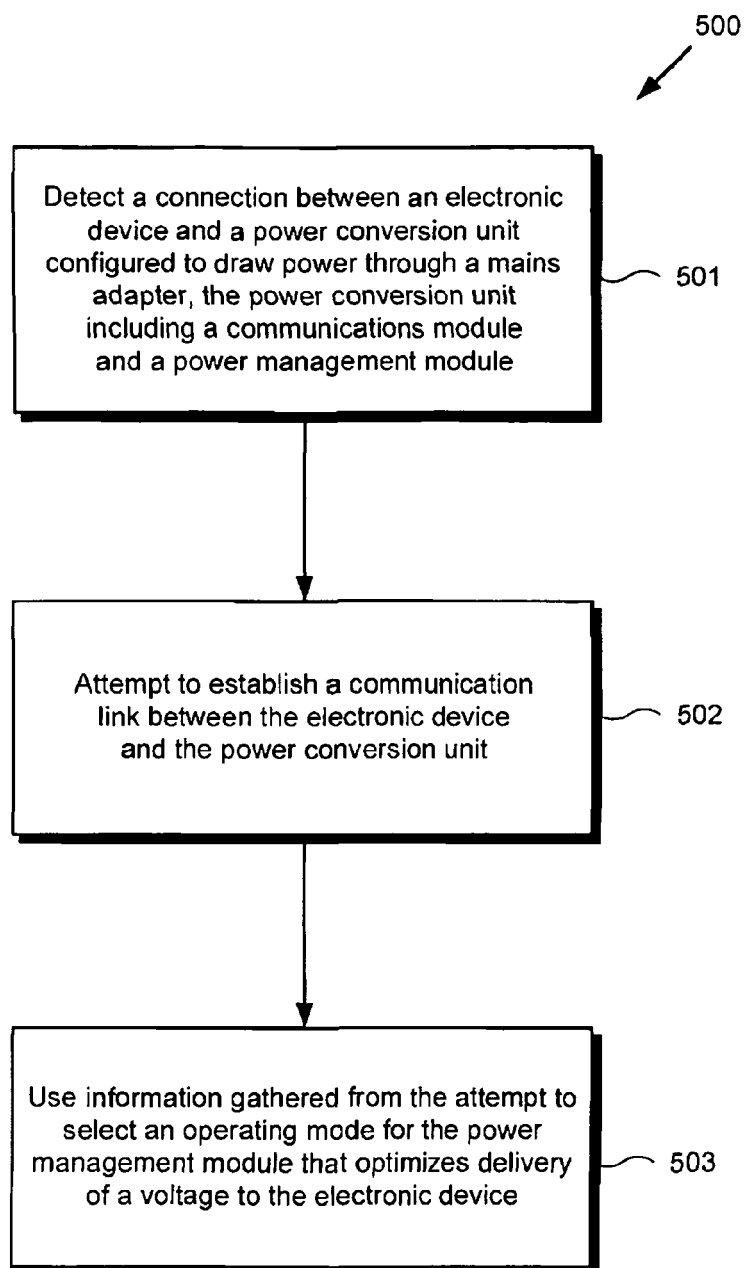 500
Detect a connection between an electronic
device and a power conversion unit
configured to draw power through a mains
adapter, the power conversion unit
including a communications module
and a power management module
501
Attempt to establish a communication
link between the electronic device
and the power conversion unit
502
Use information gathered from the attempt to
select an operating mode for the power
management module that optimizes delivery
of a voltage to the electronic device
503